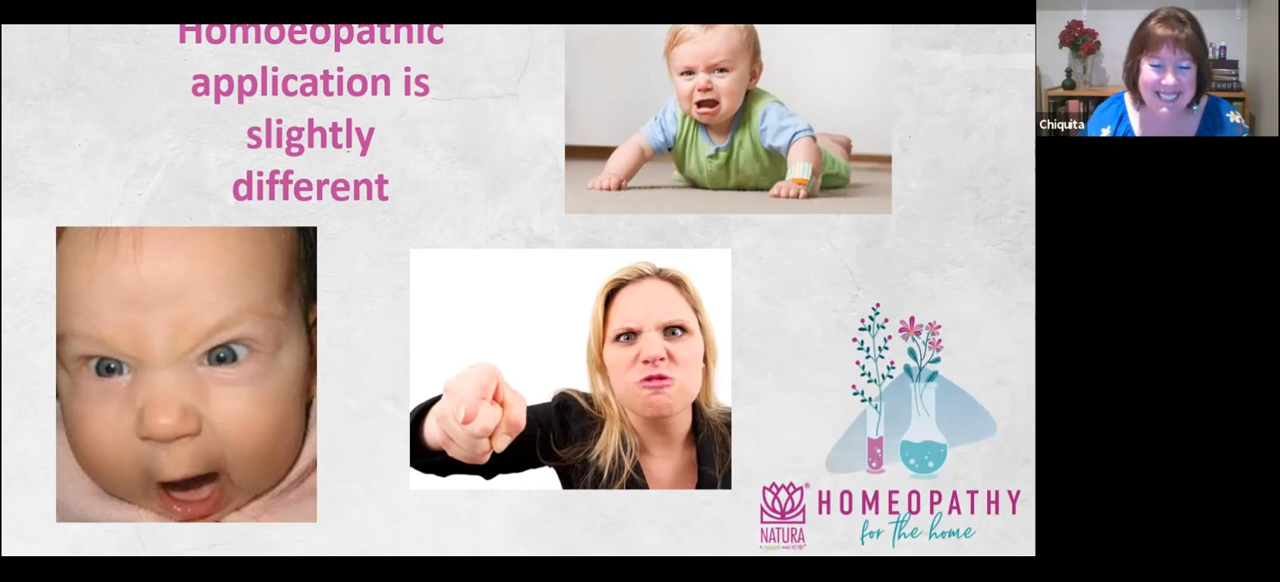 Homoeopathic
application is
slightly
different
Chiquita
NATURA
HOMEOPATHY
for the home